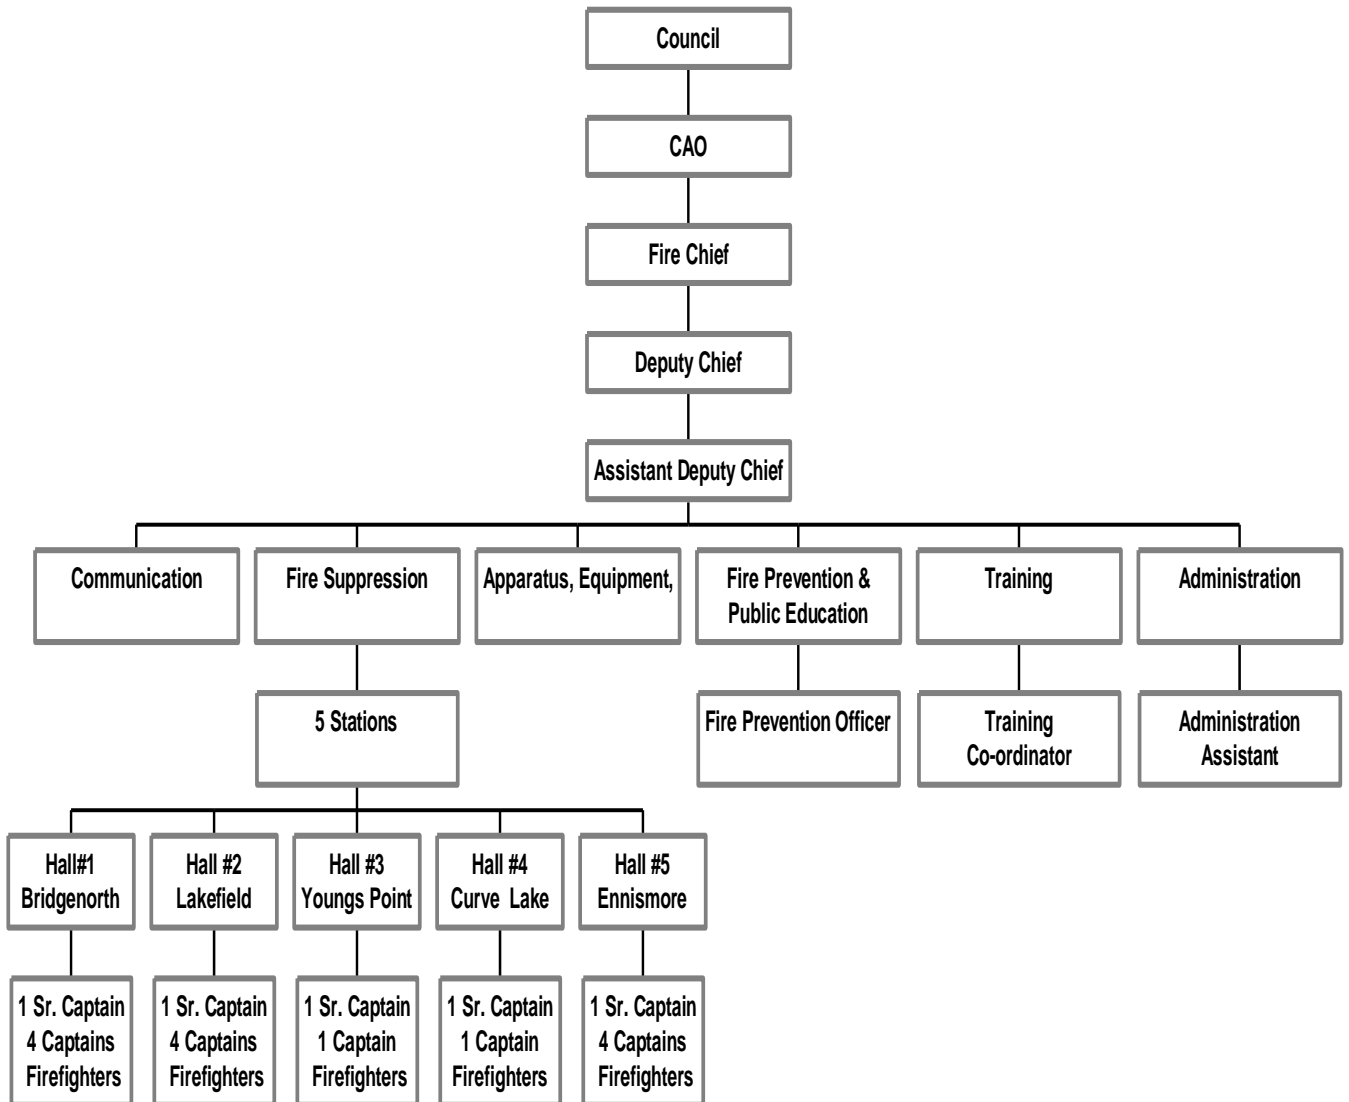 Council
CAO
Fire Chief
Deputy Chief
Assistant Deputy Chief
Communication
Fire Suppression
Apparatus, Equipment,
Fire Prevention &
Public Education
Training
Administration
5 Stations
Fire Prevention Officer
Training
Co-ordinator
Administration
Assistant
Hall#1
Bridgenorth
Hall #2
Lakefield
Hall #3
Youngs Point
Hall #4
Curve Lake
Hall #5
Ennismore
1 Sr. Captain
4 Captains
Firefighters
1 Sr. Captain
4 Captains
Firefighters
1 Sr. Captain
1 Captain
Firefighters
1 Sr. Captain
1 Captain
Firefighters
1 Sr. Captain
4 Captains
Firefighters